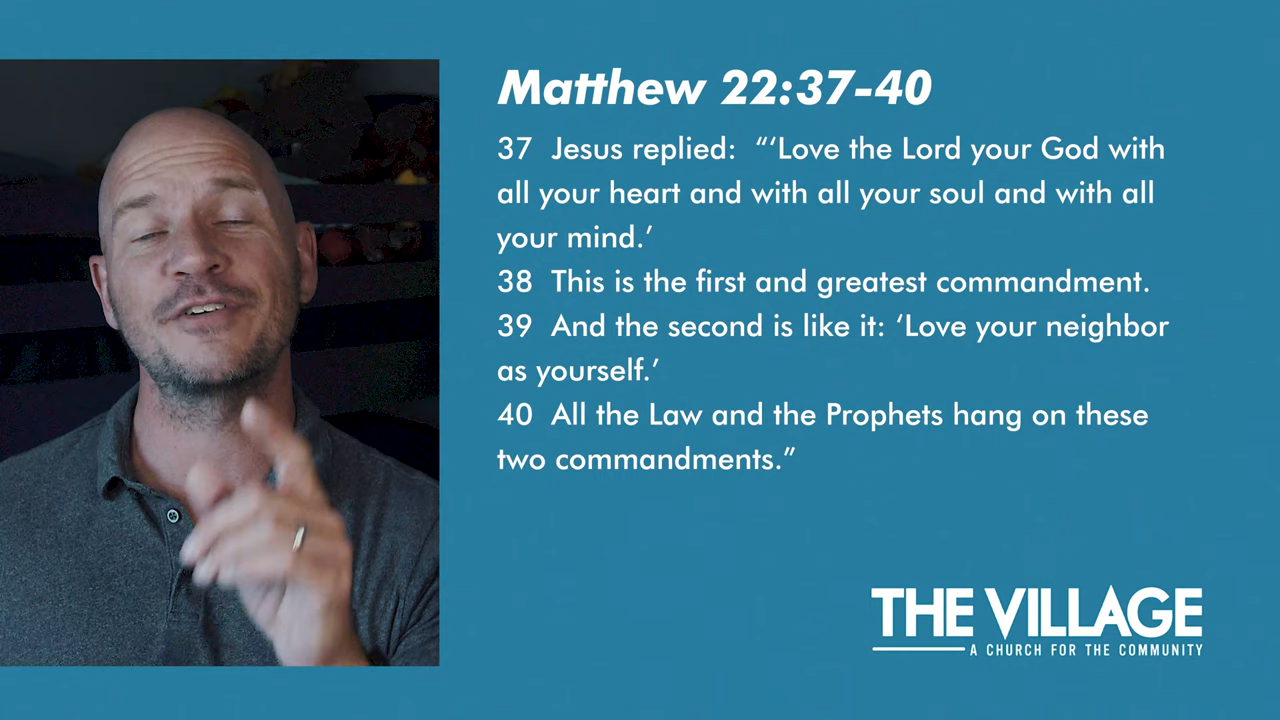 Matthew 22:37-40
37 Jesus replied: “‘Love the Lord your God with
all your heart and with all your soul and with all
your mind.’
38 This is the first and greatest commandment.
39 And the second is like it: ‘Love your neighbor
as yourself.’
40 All the Law and the Prophets hang on these
two commandments.”
THE VILLAGE
A CHURCH FOR THE COMMUNITY